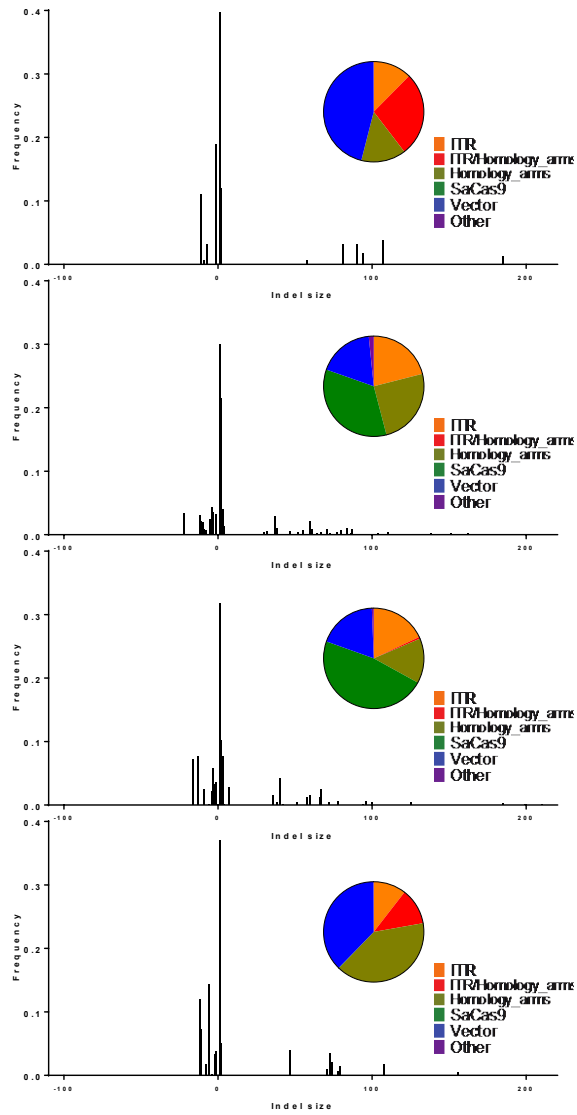 0.4
0.3
0.2
0.1
0.0
Frequency
-100 0 100 200
Indel size
ITR
ITR/Homology_arms
Homology_arms
SaCas9
Vector
Other
0.4
0.3
0.2
0.1
0.0
Frequency
-100 0 100 200
Indel size
ITR
ITR/Homology_arms
Homology_arms
SaCas9
Vector
Other
0.4
0.3
0.2
0.1
0.0
Frequency
-100 0 100 200
Indel size
ITR
ITR/Homology_arms
Homology_arms
SaCas9
Vector
Other
0.4
0.3
0.2
0.1
0.0
Frequency
-100 0 100 200
Indel size
ITR
ITR/Homology_arms
Homology_arms
SaCas9
Vector
Other